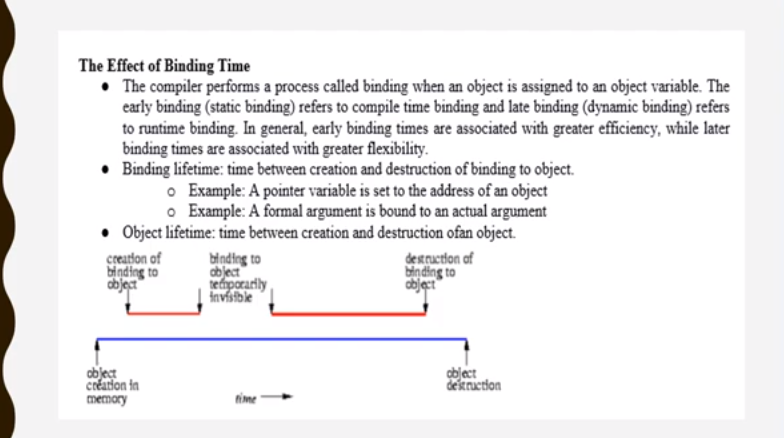 The Effect of Binding Time
• The compiler performs a process called binding when an object is assigned to an object variable. The
early binding (static binding) refers to compile time binding and late binding (dynamic binding) refers
to runtime binding. In general, early binding times are associated with greater efficiency, while later
binding times are associated with greater flexibility.
• Binding lifetime: time between creation and destruction of binding to object.
o Example: A pointer variable is set to the address of an object
o Example: A formal argument is bound to an actual argument
• Object lifetime: time between creation and destruction ofan object.
creation of
binding to
object
binding to
object
temporarily
invisible
destruction of
binding to
object
object
creation in
memory
time
object
destruction